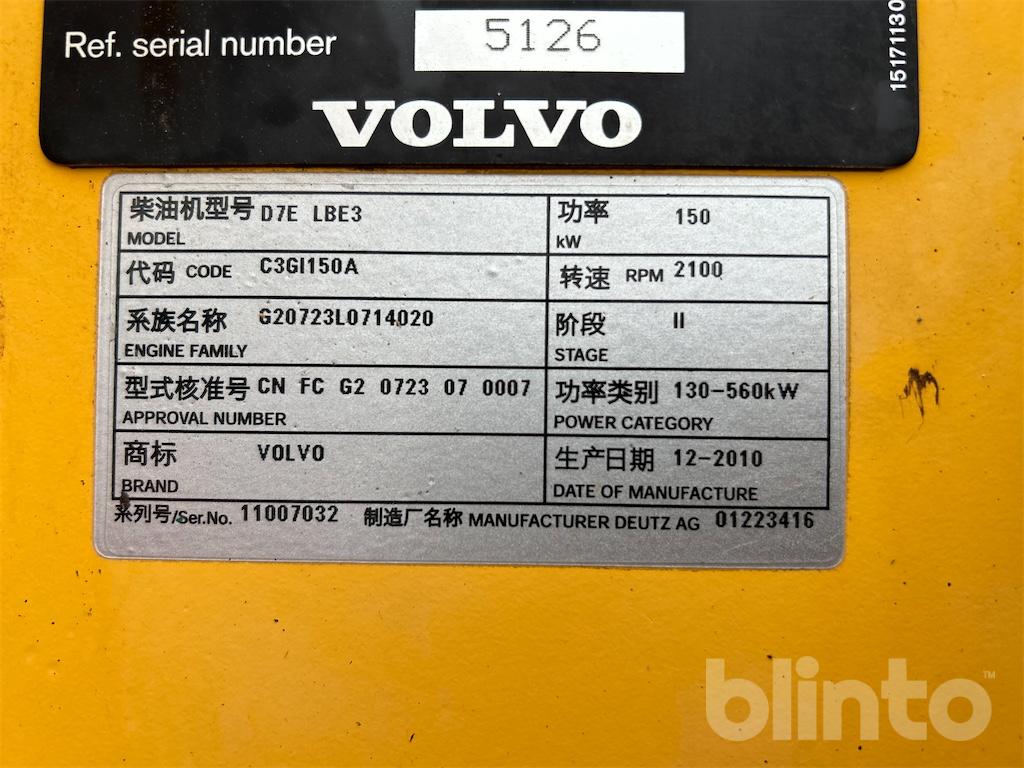 Ref. serial number 5126
15171130
VOLVO
柴油机型号 D7E LBE3 功率 150
MODEL kW
代码 CODE C3GI150A 转速 RPM 2100
系族名称 G20723L0714020 阶段 II
ENGINE FAMILY STAGE
型式核准号 CN FC G2 0723 07 0007 功率类别 130-560kW
APPROVAL NUMBER POWER CATEGORY
商标 VOLVO 生产日期 12-2010
BRAND DATE OF MANUFACTURE
系列号/Ser.No. 11007032 制造厂名称 MANUFACTURER DEUTZ AG 01223416
blinto™